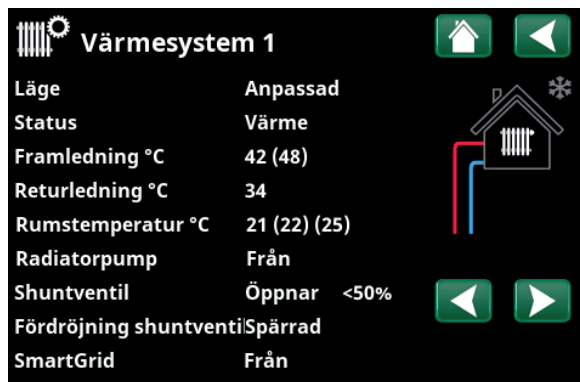 Värmesystem 1
Läge Anpassad
Status Värme
Framledning °C 42 (48)
Returledning °C 34
Rumstemperatur °C 21 (22) (25)
Radiatorpump Från
Shuntventil Öppnar <50%
Fördröjning shuntventil Spärrad
SmartGrid Från